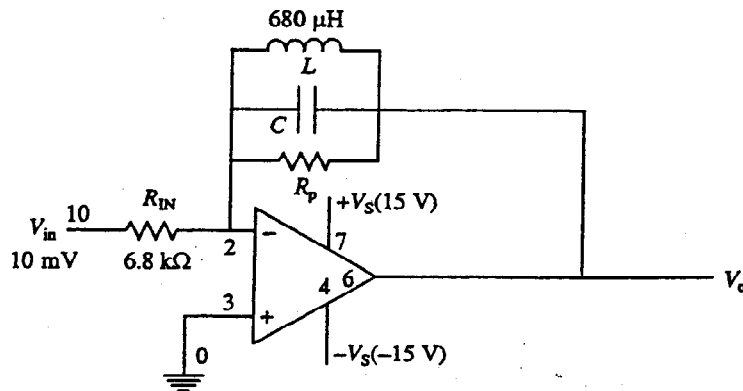 680 μH
L
C
R_p
R_IN
+V_S(15 V)
V_in 10
2
−
7
10 mV
6.8 kΩ
4 6
V_o
3
+
0
−V_S(−15 V)